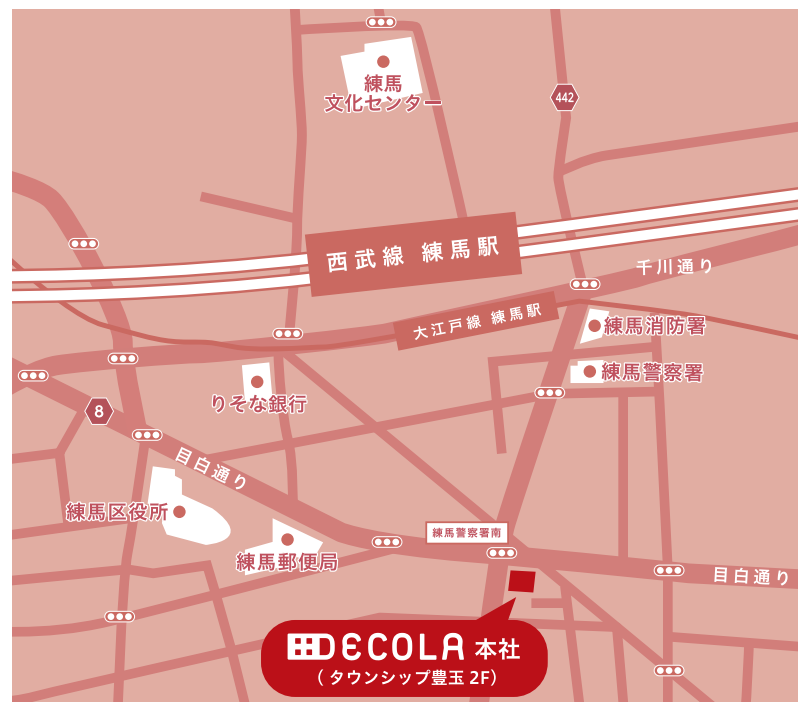 練馬
文化センター
442
西武線 練馬駅
千川通り
大江戸線 練馬駅
練馬消防署
練馬警察署
りそな銀行
8
目白通り
練馬区役所
練馬警察署南
練馬郵便局
目白通り
DECOLA 本社
(タウンシップ豊玉 2F)